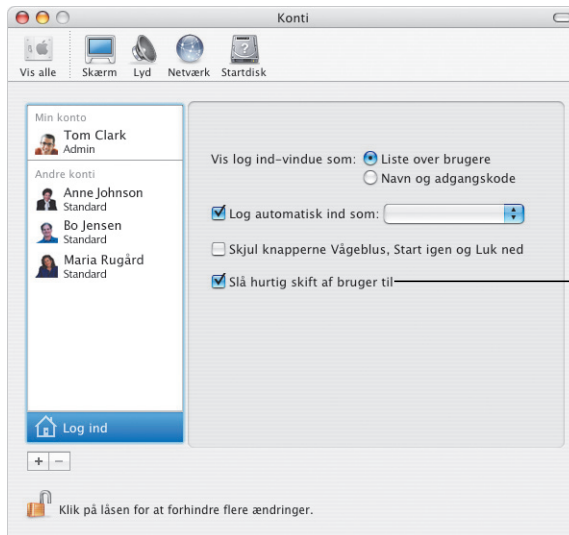 Konti
Vis alle
Skærm
Lyd
Netværk
Startdisk
Min konto
Tom Clark
Admin
Andre konti
Anne Johnson
Standard
Bo Jensen
Standard
Maria Rugård
Standard
Log ind
Vis log ind-vindue som:
Liste over brugere
Navn og adgangskode
Log automatisk ind som:
Skjul knapperne Vågeblus, Start igen og Luk ned
Slå hurtig skift af bruger til
Klik på låsen for at forhindre flere ændringer.